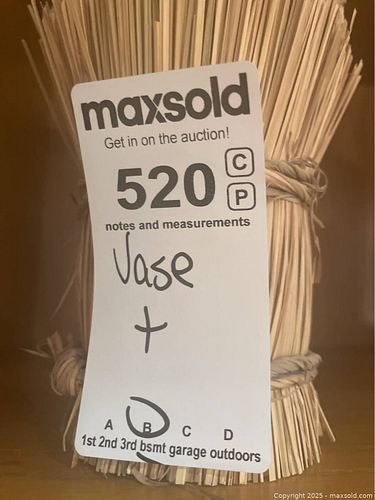 maxsold
Get in on the auction!
520 C
P
notes and measurements
Vase
+
A B C D
1st 2nd 3rd bsmt garage outdoors
Copyright 2025 - maxsold.com